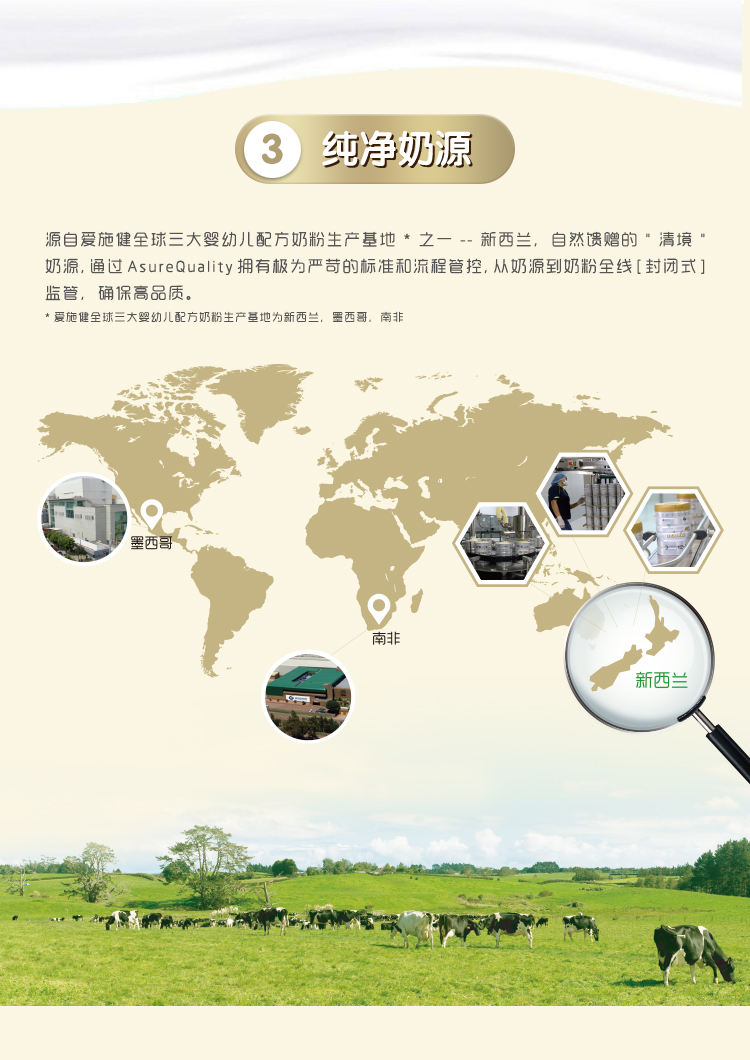 3 纯净奶源
源自爱施健全球三大婴幼儿配方奶粉生产基地 * 之一 -- 新西兰, 自然馈赠的 " 清境 "
奶源, 通过 AsureQuality 拥有极为严苛的标准和流程管控, 从奶源到奶粉全线 [ 封闭式 ]
监管, 确保高品质。
* 爱施健全球三大婴幼儿配方奶粉生产基地为新西兰, 墨西哥, 南非
墨西哥
南非
新西兰